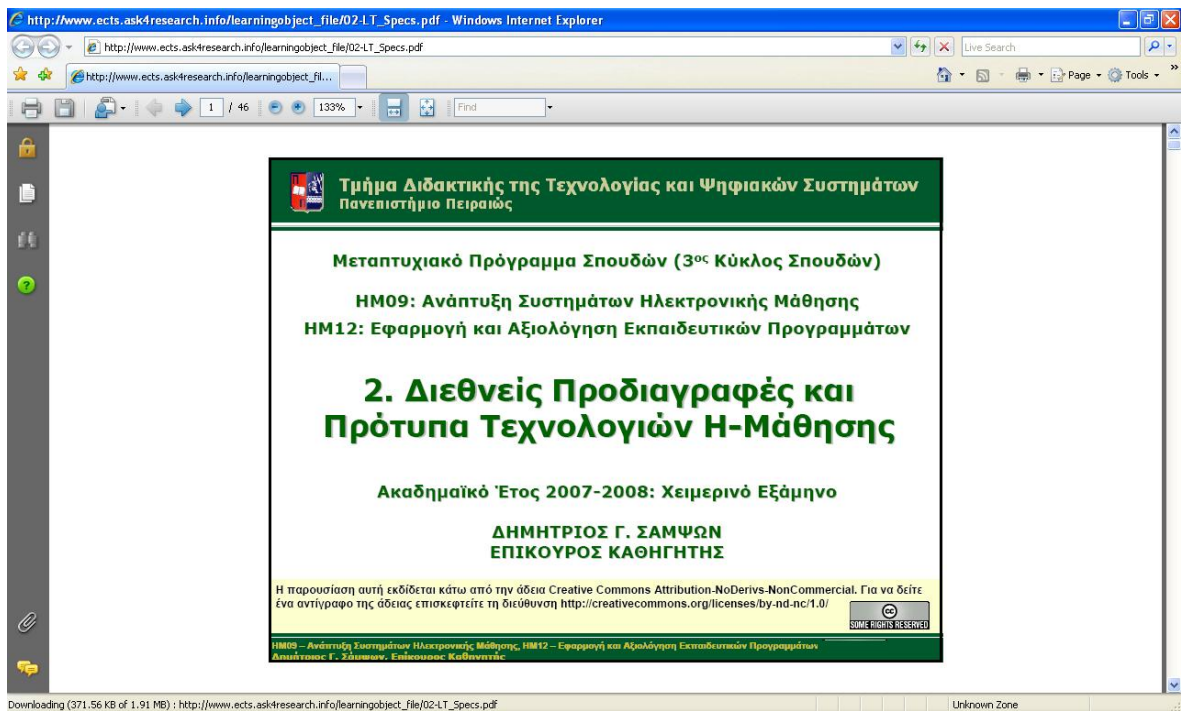 http://www.ects.ask4research.info/learningobject_file/02-LT_Specs.pdf - Windows Internet Explorer
http://www.ects.ask4research.info/learningobject_file/02-LT_Specs.pdf
Live Search
http://www.ects.ask4research.info/learningobject_fil...
Page Tools
1 / 46 133% Find
Τμήμα Διδακτικής της Τεχνολογίας και Ψηφιακών Συστημάτων
Πανεπιστήμιο Πειραιώς
Μεταπτυχιακό Πρόγραμμα Σπουδών (3ος Κύκλος Σπουδών)
ΗΜ09: Ανάπτυξη Συστημάτων Ηλεκτρονικής Μάθησης
ΗΜ12: Εφαρμογή και Αξιολόγηση Εκπαιδευτικών Προγραμμάτων
2. Διεθνείς Προδιαγραφές και
Πρότυπα Τεχνολογιών Η-Μάθησης
Ακαδημαϊκό Έτος 2007-2008: Χειμερινό Εξάμηνο
ΔΗΜΗΤΡΙΟΣ Γ. ΣΑΜΨΩΝ
ΕΠΙΚΟΥΡΟΣ ΚΑΘΗΓΗΤΗΣ
Η παρουσίαση αυτή εκδίδεται κάτω από την άδεια Creative Commons Attribution-NoDerivs-NonCommercial. Για να δείτε
ένα αντίγραφο της άδειας επισκεφτείτε τη διεύθυνση http://creativecommons.org/licenses/by-nd-nc/1.0/
cc
SOME RIGHTS RESERVED
ΗΜ09 – Ανάπτυξη Συστημάτων Ηλεκτρονικής Μάθησης, ΗΜ12 – Εφαρμογή και Αξιολόγηση Εκπαιδευτικών Προγραμμάτων
Δημήτριος Γ. Σάμψων, Επίκουρος Καθηγητής
Downloading (371.56 KB of 1.91 MB) : http://www.ects.ask4research.info/learningobject_file/02-LT_Specs.pdf
Unknown Zone